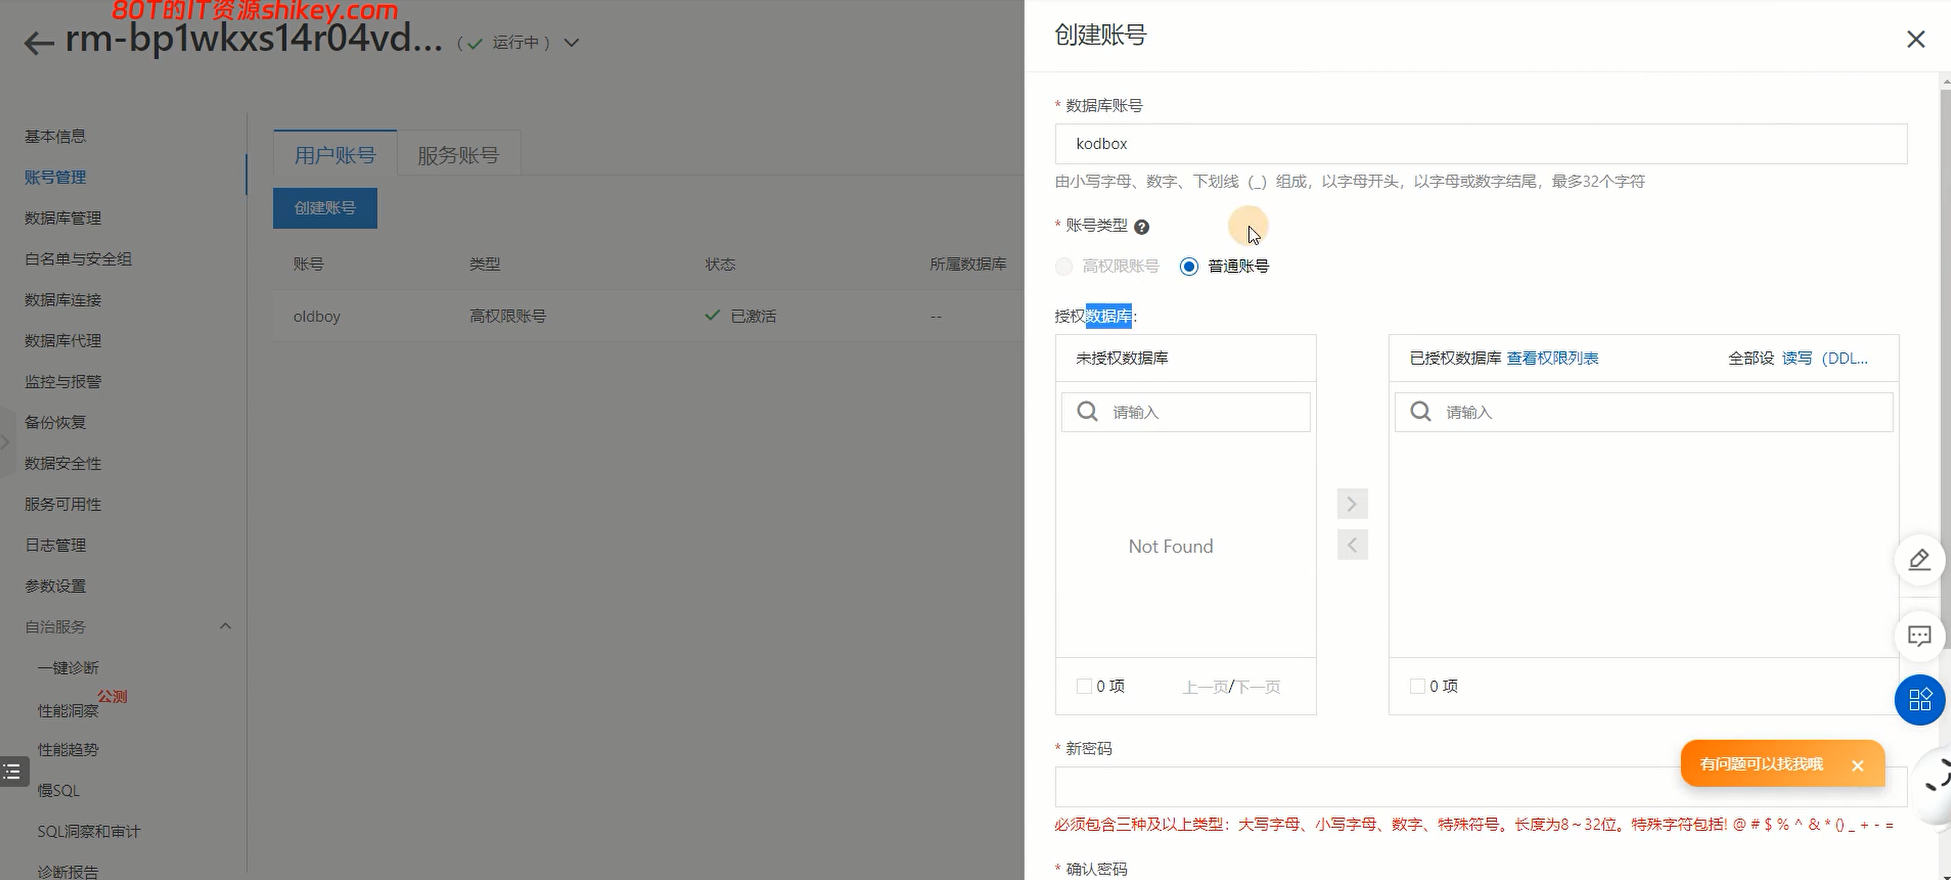 80T的IT资源shikey.com
rm-bp1wkxs14r04vd...
( 运行中 )
基本信息
账号管理
数据库管理
白名单与安全组
数据库连接
数据库代理
监控与报警
备份恢复
数据安全性
服务可用性
日志管理
参数设置
自治服务
一键诊断
性能洞察 公测
性能趋势
慢SQL
SQL洞察和审计
诊断报告
用户账号 服务账号
创建账号
账号 类型 状态 所属数据库
oldboy 高权限账号 已激活 --
创建账号
* 数据库账号
kodbox
由小写字母、数字、下划线（_）组成，以字母开头，以字母或数字结尾，最多32个字符
* 账号类型 ?
高权限账号 普通账号
授权数据库:
未授权数据库
请输入
Not Found
0 项 上一页/下一页
已授权数据库 查看权限列表 全部设 读写（DDL...
请输入
0 项
* 新密码
有问题可以找我哦
必须包含三种及以上类型：大写字母、小写字母、数字、特殊符号。长度为8～32位。特殊字符包括! @ # $ % ^ & * () _ + - =
* 确认密码